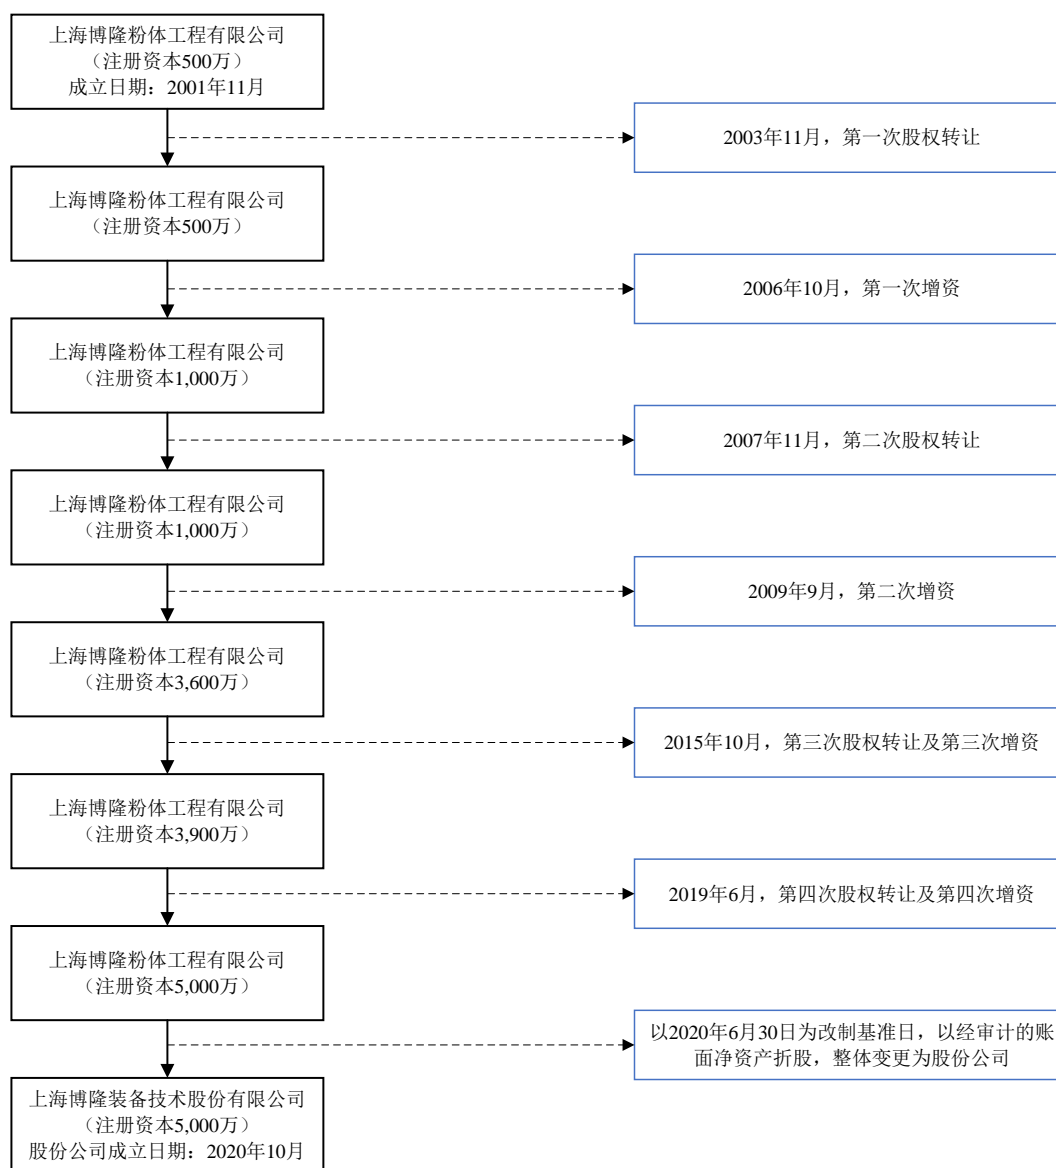 上海博隆粉体工程有限公司
（注册资本500万）
成立日期：2001年11月
2003年11月，第一次股权转让
上海博隆粉体工程有限公司
（注册资本500万）
2006年10月，第一次增资
上海博隆粉体工程有限公司
（注册资本1,000万）
2007年11月，第二次股权转让
上海博隆粉体工程有限公司
（注册资本1,000万）
2009年9月，第二次增资
上海博隆粉体工程有限公司
（注册资本3,600万）
2015年10月，第三次股权转让及第三次增资
上海博隆粉体工程有限公司
（注册资本3,900万）
2019年6月，第四次股权转让及第四次增资
上海博隆粉体工程有限公司
（注册资本5,000万）
以2020年6月30日为改制基准日，以经审计的账
面净资产折股，整体变更为股份公司
上海博隆装备技术股份有限公司
（注册资本5,000万）
股份公司成立日期：2020年10月